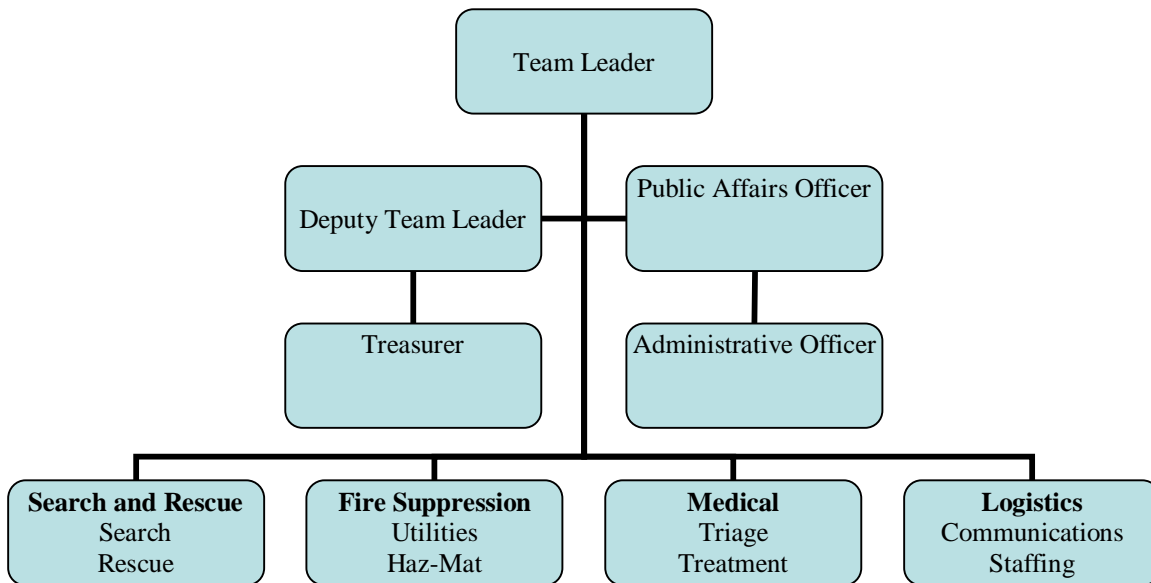 Team Leader
Deputy Team Leader
Public Affairs Officer
Treasurer
Administrative Officer
Search and Rescue
Search
Rescue
Fire Suppression
Utilities
Haz-Mat
Medical
Triage
Treatment
Logistics
Communications
Staffing